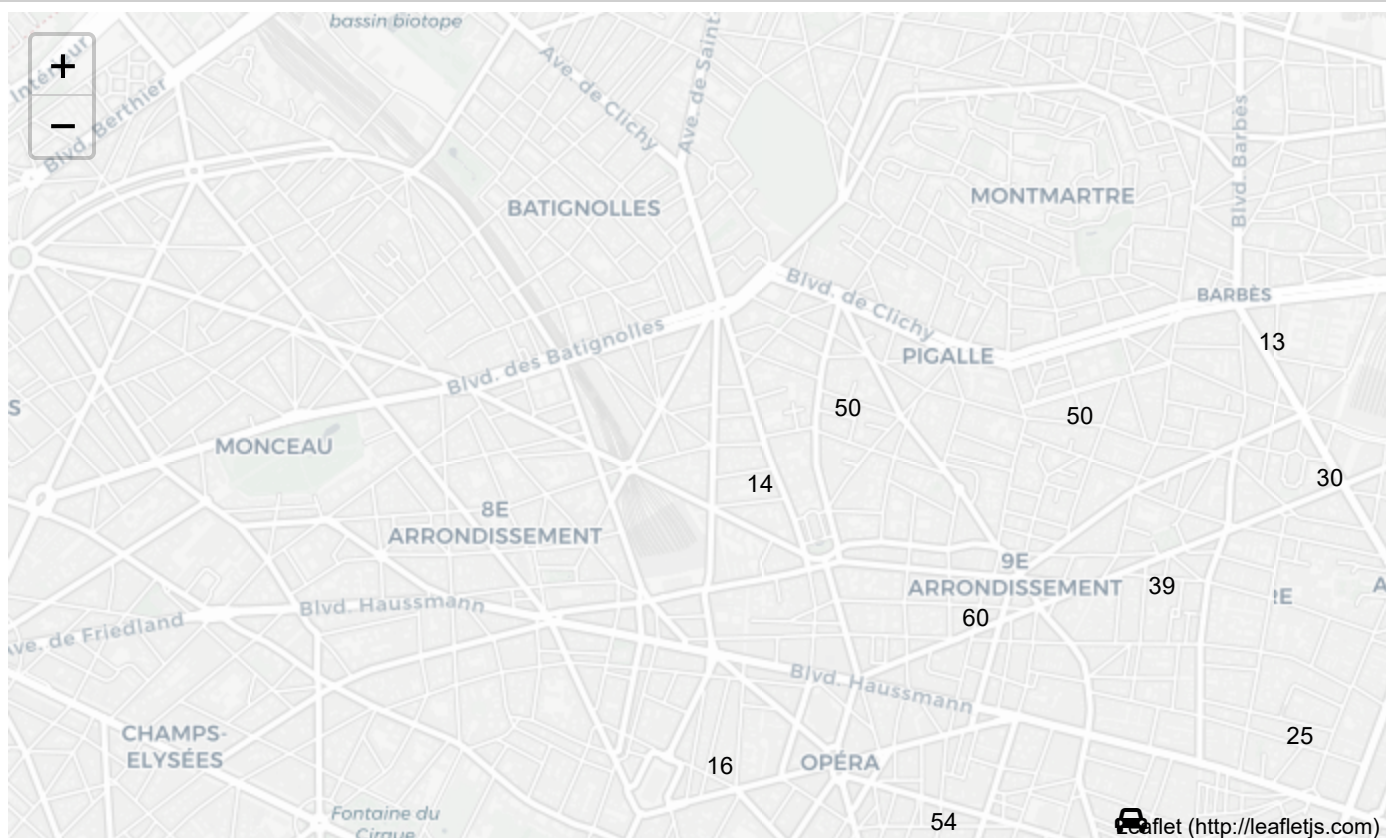 bassin biotope
+
−
Blvd. Berthier
Ave. de Clichy
Ave. de Saint
Blvd. Barbès
BATIGNOLLES
MONTMARTRE
Blvd. de Clichy
BARBÈS
Blvd. des Batignolles
PIGALLE
13
S
50
50
MONCEAU
14
30
8E
ARRONDISSEMENT
9E
ARRONDISSEMENT
39
RE
A
Blvd. Haussmann
60
Ave. de Friedland
Blvd. Haussmann
CHAMPS-
ELYSÉES
25
16
OPÉRA
Fontaine du
Cirque
54
Leaflet (http://leafletjs.com)